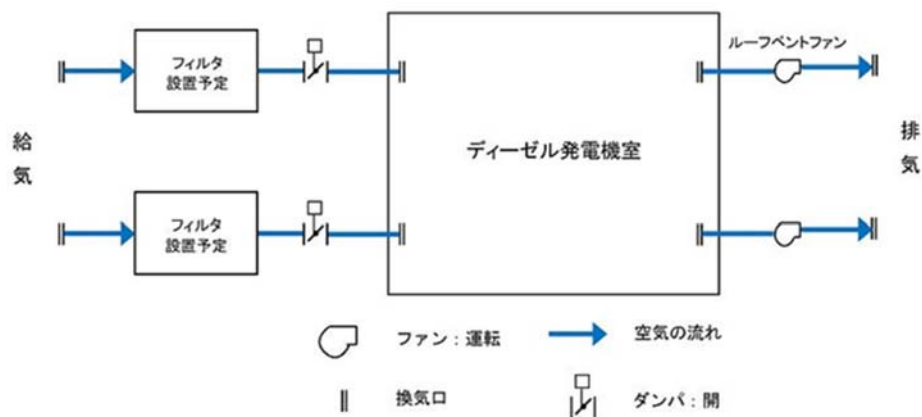 ルーフベントファン
フィルタ
設置予定
給気
排気
ディーゼル発電機室
フィルタ
設置予定
ファン：運転
空気の流れ
換気口
ダンパ：開